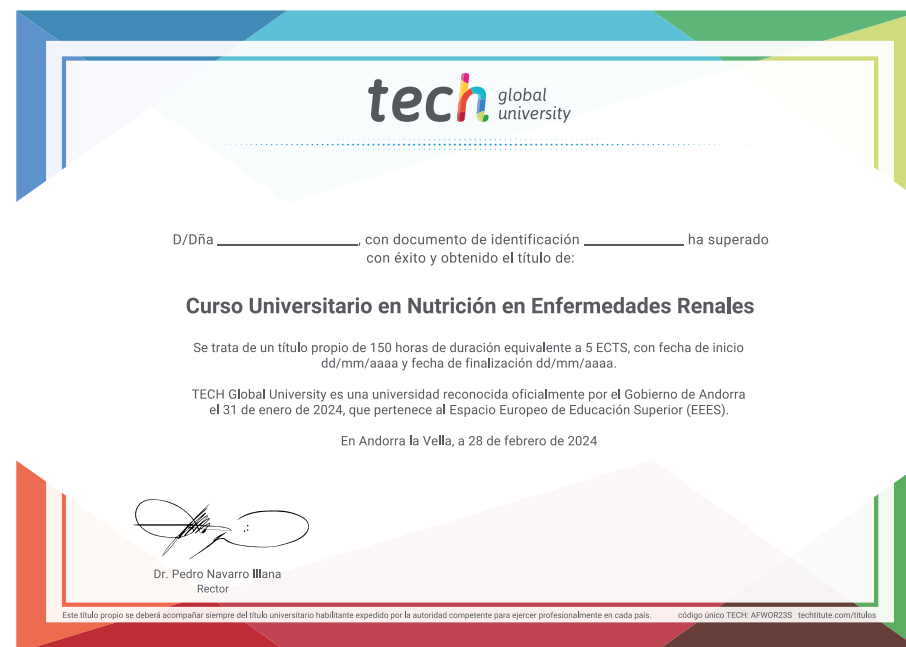 tech global university
D/Dña ____________________, con documento de identificación ______________ ha superado
con éxito y obtenido el título de:
Curso Universitario en Nutrición en Enfermedades Renales
Se trata de un título propio de 150 horas de duración equivalente a 5 ECTS, con fecha de inicio
dd/mm/aaaa y fecha de finalización dd/mm/aaaa.
TECH Global University es una universidad reconocida oficialmente por el Gobierno de Andorra
el 31 de enero de 2024, que pertenece al Espacio Europeo de Educación Superior (EEES).
En Andorra la Vella, a 28 de febrero de 2024
Dr. Pedro Navarro Illana
Rector
Este título propio se deberá acompañar siempre del título universitario habilitante expedido por la autoridad competente para ejercer profesionalmente en cada país. código único TECH: AFWOR23S techtitute.com/titulos